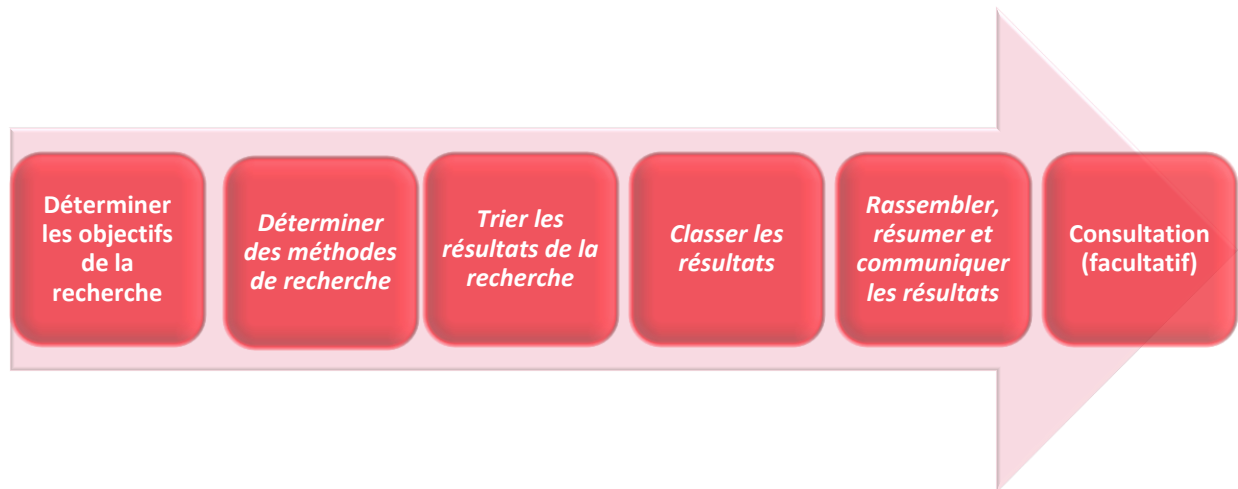 Déterminer
les objectifs
de la
recherche
Déterminer
des méthodes
de recherche
Trier les
résultats de la
recherche
Classer les
résultats
Rassembler,
résumer et
communiquer
les résultats
Consultation
(facultatif)